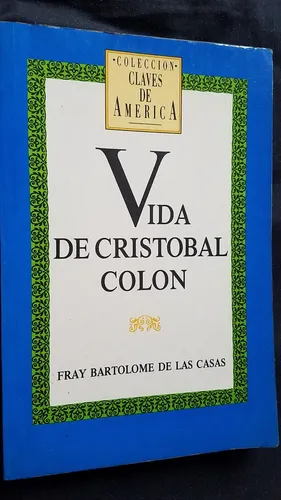 ·COLECCION·
CLAVES
DE
AMERICA
VIDA
DE CRISTOBAL
COLON
FRAY BARTOLOME DE LAS CASAS